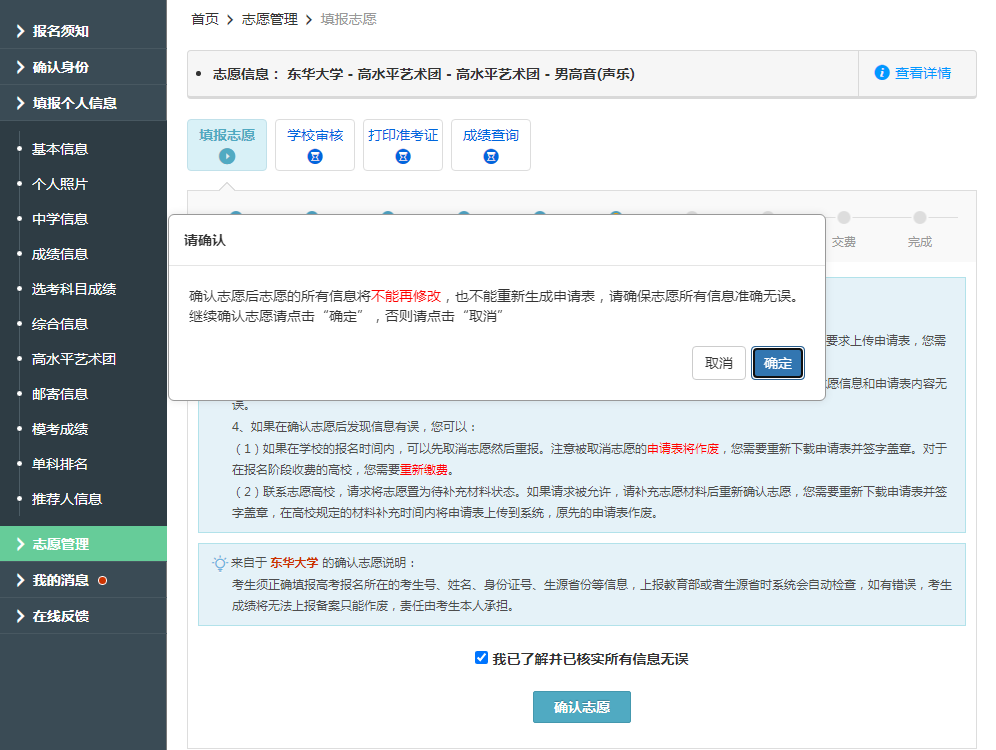 报名须知
确认身份
填报个人信息
基本信息
个人照片
中学信息
成绩信息
选考科目成绩
综合信息
高水平艺术团
邮寄信息
模考成绩
单科排名
推荐人信息
志愿管理
我的消息
在线反馈
首页 > 志愿管理 > 填报志愿
志愿信息： 东华大学 - 高水平艺术团 - 高水平艺术团 - 男高音(声乐)
查看详情
填报志愿 学校审核 打印准考证 成绩查询
交费 完成
请确认
确认志愿后志愿的所有信息将不能再修改，也不能重新生成申请表，请确保志愿所有信息准确无误。
继续确认志愿请点击“确定”，否则请点击“取消”
取消 确定
要求上传申请表，您需
愿信息和申请表内容无
误。
4、如果在确认志愿后发现信息有误，您可以：
（1）如果在学校的报名时间内，可以先取消志愿然后重报。注意被取消志愿的申请表将作废，您需要重新下载申请表并签字盖章。对于
在报名阶段收费的高校，您需要重新缴费。
（2）联系志愿高校，请求将志愿置为待补充材料状态。如果请求被允许，请补充志愿材料后重新确认志愿，您需要重新下载申请表并签
字盖章，在高校规定的材料补充时间内将申请表上传到系统，原先的申请表作废。
来自于 东华大学 的确认志愿说明：
考生须正确填报高考报名所在的考生号、姓名、身份证号、生源省份等信息，上报教育部或者生源省时系统会自动检查，如有错误，考生
成绩将无法上报备案只能作废，责任由考生本人承担。
我已了解并已核实所有信息无误
确认志愿